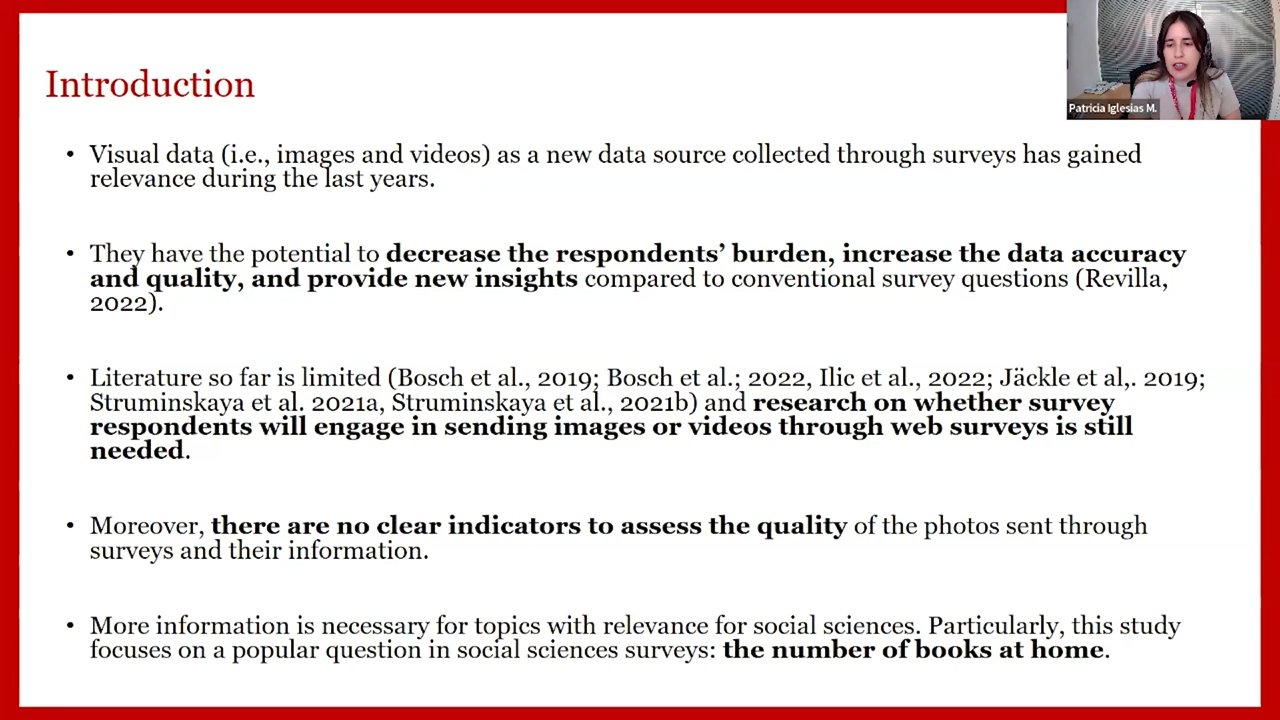 Introduction
Patricia Iglesias M.
• Visual data (i.e., images and videos) as a new data source collected through surveys has gained
relevance during the last years.
• They have the potential to decrease the respondents’ burden, increase the data accuracy
and quality, and provide new insights compared to conventional survey questions (Revilla,
2022).
• Literature so far is limited (Bosch et al., 2019; Bosch et al.; 2022, Ilic et al., 2022; Jäckle et al,. 2019;
Struminskaya et al. 2021a, Struminskaya et al., 2021b) and research on whether survey
respondents will engage in sending images or videos through web surveys is still
needed.
• Moreover, there are no clear indicators to assess the quality of the photos sent through
surveys and their information.
• More information is necessary for topics with relevance for social sciences. Particularly, this study
focuses on a popular question in social sciences surveys: the number of books at home.